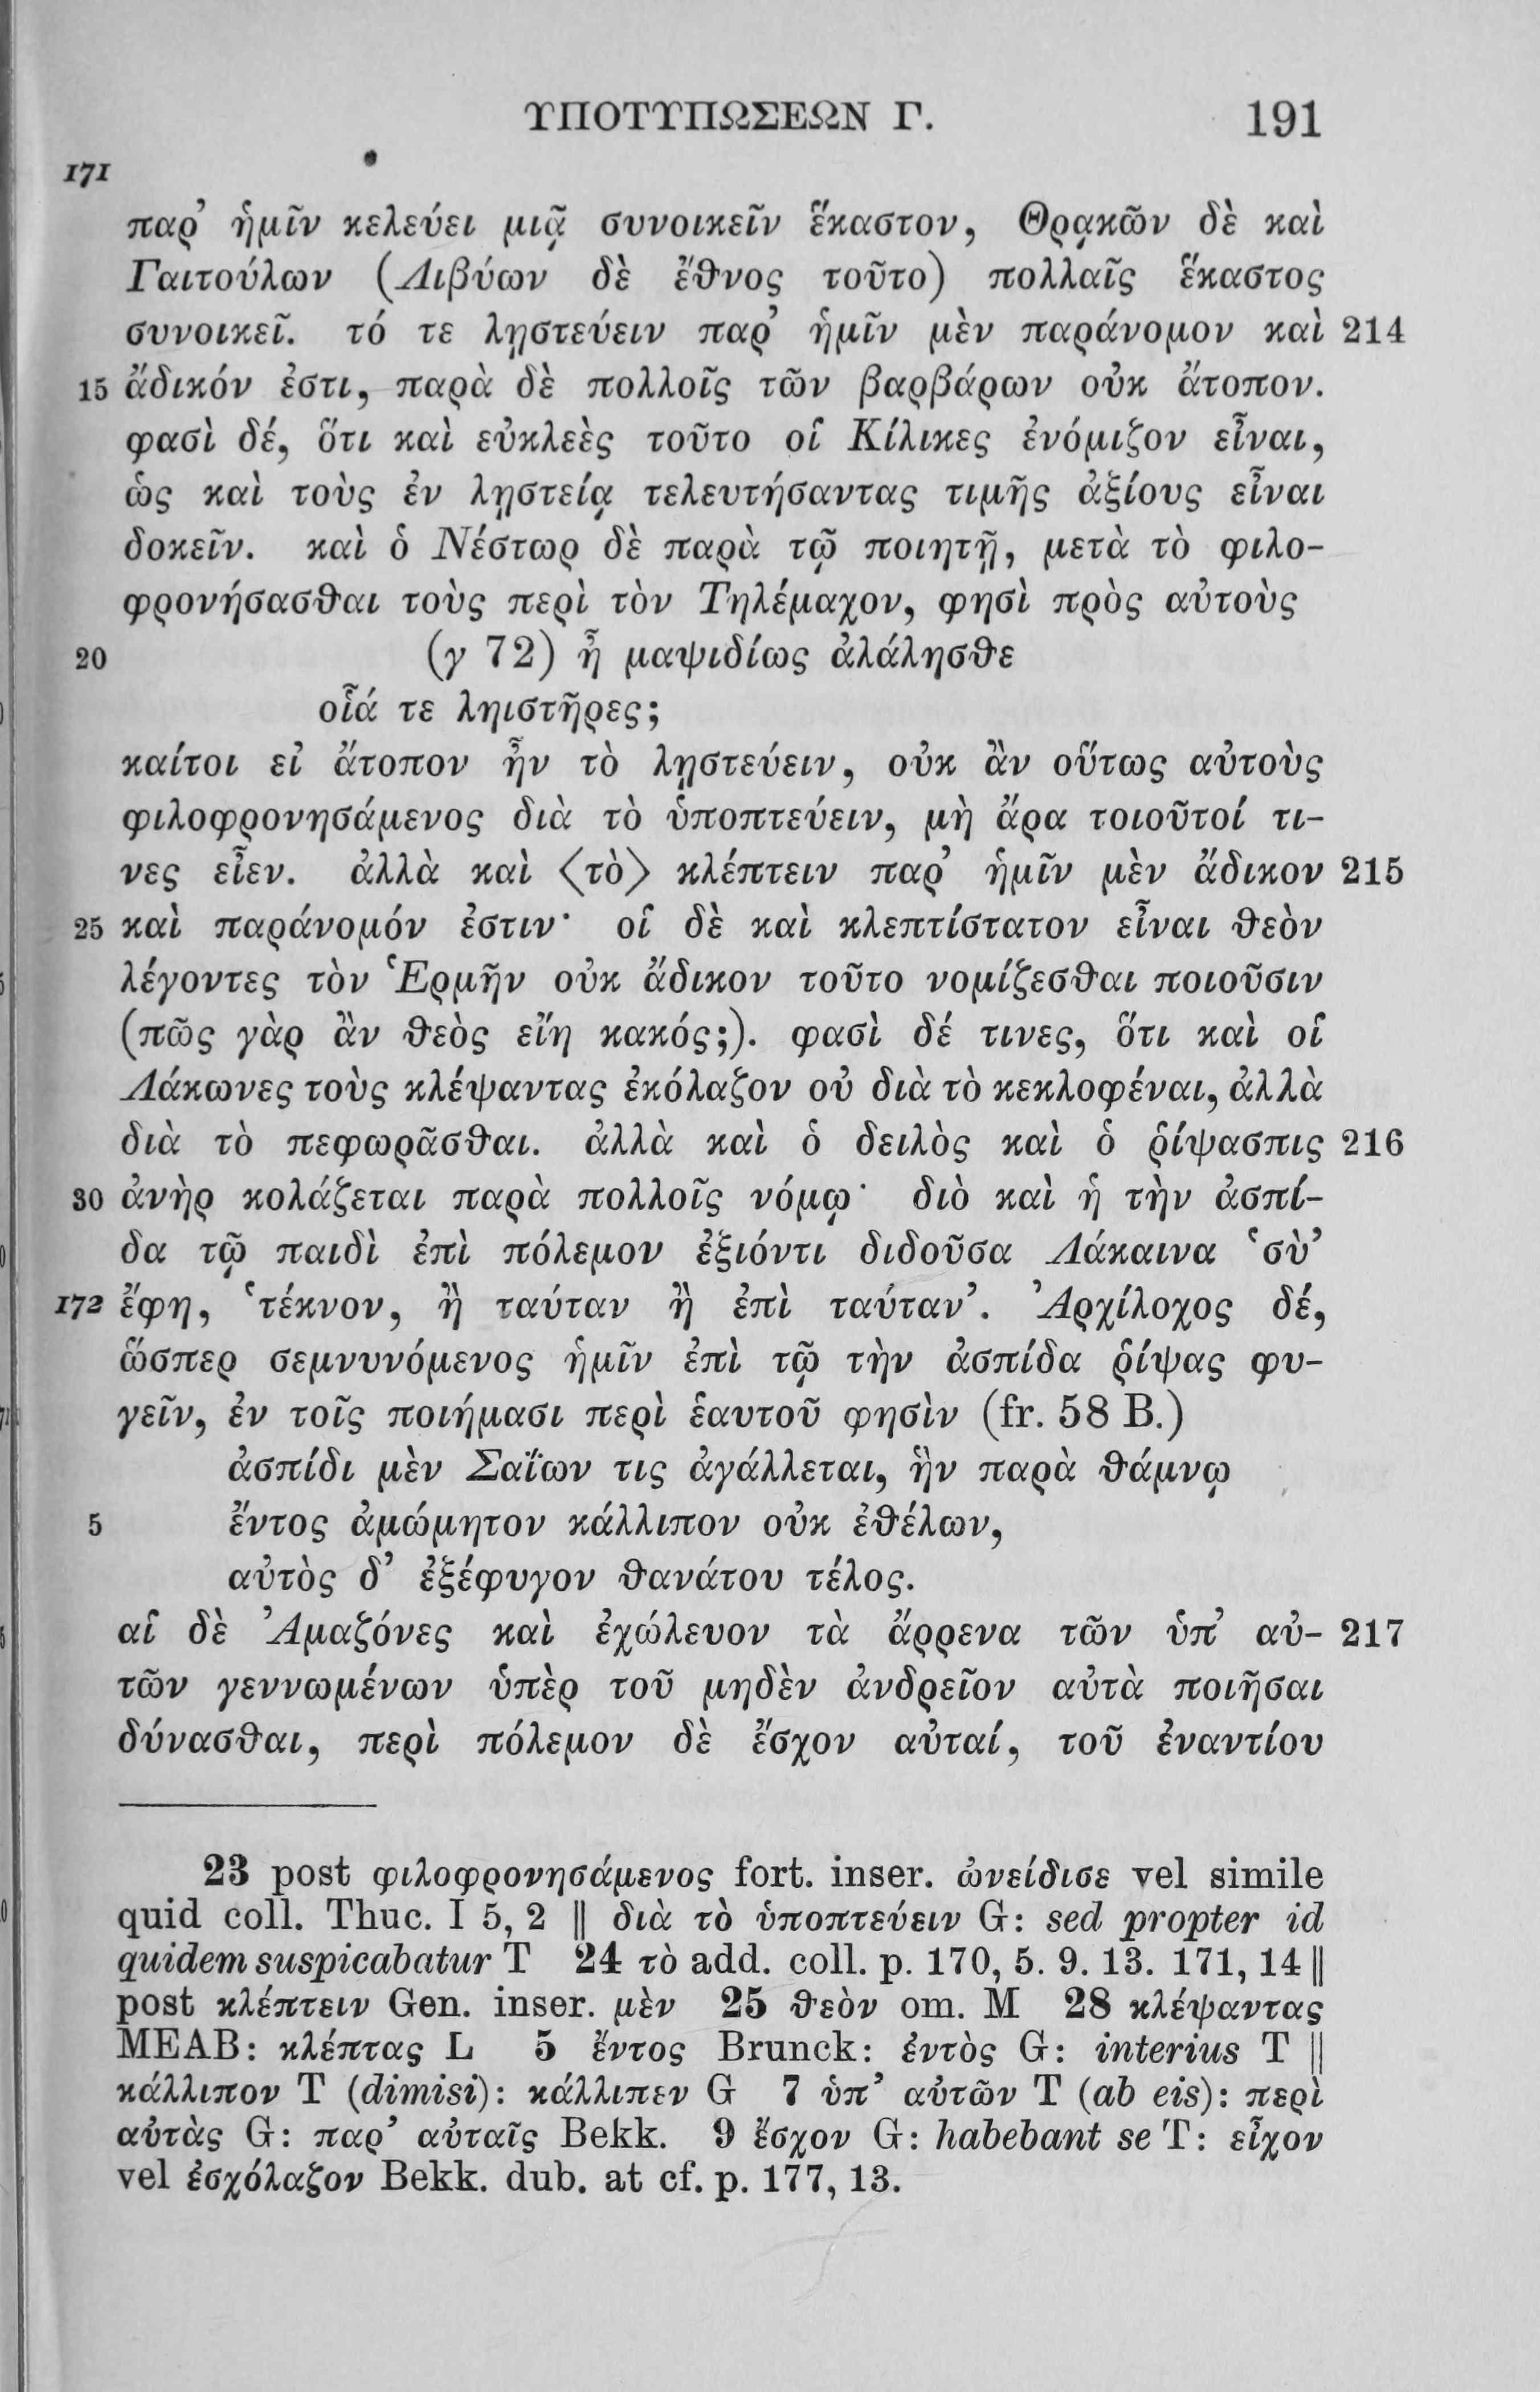 ΥΠΟΤΥΠΩΣΕΩΝ Γ. 191
171
παρ' ἡμῖν κελεύει μιᾷ συνοικεῖν ἕκαστον, Θρᾳκῶν δὲ καὶ
Γαιτούλων (Λιβύων δὲ ἔθνος τοῦτο) πολλαῖς ἕκαστος
συνοικεῖ. τό τε λῃστεύειν παρ' ἡμῖν μὲν παράνομον καὶ 214
15 ἄδικόν ἐστι, παρὰ δὲ πολλοῖς τῶν βαρβάρων οὐκ ἄτοπον.
φασὶ δέ, ὅτι καὶ εὐκλεὲς τοῦτο οἱ Κίλικες ἐνόμιζον εἶναι,
ὡς καὶ τοὺς ἐν λῃστείᾳ τελευτήσαντας τιμῆς ἀξίους εἶναι
δοκεῖν. καὶ ὁ Νέστωρ δὲ παρὰ τῷ ποιητῇ, μετὰ τὸ φιλο-
φρονήσασθαι τοὺς περὶ τὸν Τηλέμαχον, φησὶ πρὸς αὐτοὺς
20 (γ 72) ἦ μαψιδίως ἀλάλησθε
οἷά τε ληιστῆρες;
καίτοι εἰ ἄτοπον ἦν τὸ λῃστεύειν, οὐκ ἂν οὕτως αὐτοὺς
φιλοφρονησάμενος διὰ τὸ ὑποπτεύειν, μὴ ἄρα τοιοῦτοί τι-
νες εἶεν. ἀλλὰ καὶ ⟨τὸ⟩ κλέπτειν παρ' ἡμῖν μὲν ἄδικον 215
25 καὶ παράνομόν ἐστιν· οἱ δὲ καὶ κλεπτίστατον εἶναι θεὸν
λέγοντες τὸν Ἑρμῆν οὐκ ἄδικον τοῦτο νομίζεσθαι ποιοῦσιν
(πῶς γὰρ ἂν θεὸς εἴη κακός;). φασὶ δέ τινες, ὅτι καὶ οἱ
Λάκωνες τοὺς κλέψαντας ἐκόλαζον οὐ διὰ τὸ κεκλοφέναι, ἀλλὰ
διὰ τὸ πεφωρᾶσθαι. ἀλλὰ καὶ ὁ δειλὸς καὶ ὁ ῥίψασπις 216
30 ἀνὴρ κολάζεται παρὰ πολλοῖς νόμῳ· διὸ καὶ ἡ τὴν ἀσπί-
δα τῷ παιδὶ ἐπὶ πόλεμον ἐξιόντι διδοῦσα Λάκαινα ‘σὺ’
172 ἔφη, ‘τέκνον, ἢ ταύταν ἢ ἐπὶ ταύταν’. Ἀρχίλοχος δέ,
ὥσπερ σεμνυνόμενος ἡμῖν ἐπὶ τῷ τὴν ἀσπίδα ῥίψας φυ-
γεῖν, ἐν τοῖς ποιήμασι περὶ ἑαυτοῦ φησὶν (fr. 58 B.)
ἀσπίδι μὲν Σαΐων τις ἀγάλλεται, ἣν παρὰ θάμνῳ
5 ἔντος ἀμώμητον κάλλιπον οὐκ ἐθέλων,
αὐτὸς δ' ἐξέφυγον θανάτου τέλος.
αἱ δὲ Ἀμαζόνες καὶ ἐχώλευον τὰ ἄρρενα τῶν ὑπ' αὐ- 217
τῶν γεννωμένων ὑπὲρ τοῦ μηδὲν ἀνδρεῖον αὐτὰ ποιῆσαι
δύνασθαι, περὶ πόλεμον δὲ ἔσχον αὐταί, τοῦ ἐναντίου
23 post φιλοφρονησάμενος fort. inser. ὠνείδισε vel simile
quid coll. Thuc. I 5, 2 || διὰ τὸ ὑποπτεύειν G: sed propter id
quidem suspicabatur T 24 τὸ add. coll. p. 170, 5. 9. 13. 171, 14 ||
post κλέπτειν Gen. inser. μὲν 25 θεὸν om. M 28 κλέψαντας
MEAB: κλέπτας L 5 ἔντος Brunck: ἐντὸς G: interius T ||
κάλλιπον T (dimisi): κάλλιπεν G 7 ὑπ' αὐτῶν T (ab eis): περὶ
αὐτὰς G: παρ' αὐταῖς Bekk. 9 ἔσχον G: habebant se T: εἶχον
vel ἐσχόλαζον Bekk. dub. at cf. p. 177, 13.